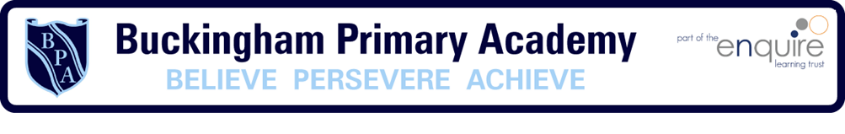 BPA
Buckingham Primary Academy
BELIEVE PERSEVERE ACHIEVE
part of the
enquire
learning trust